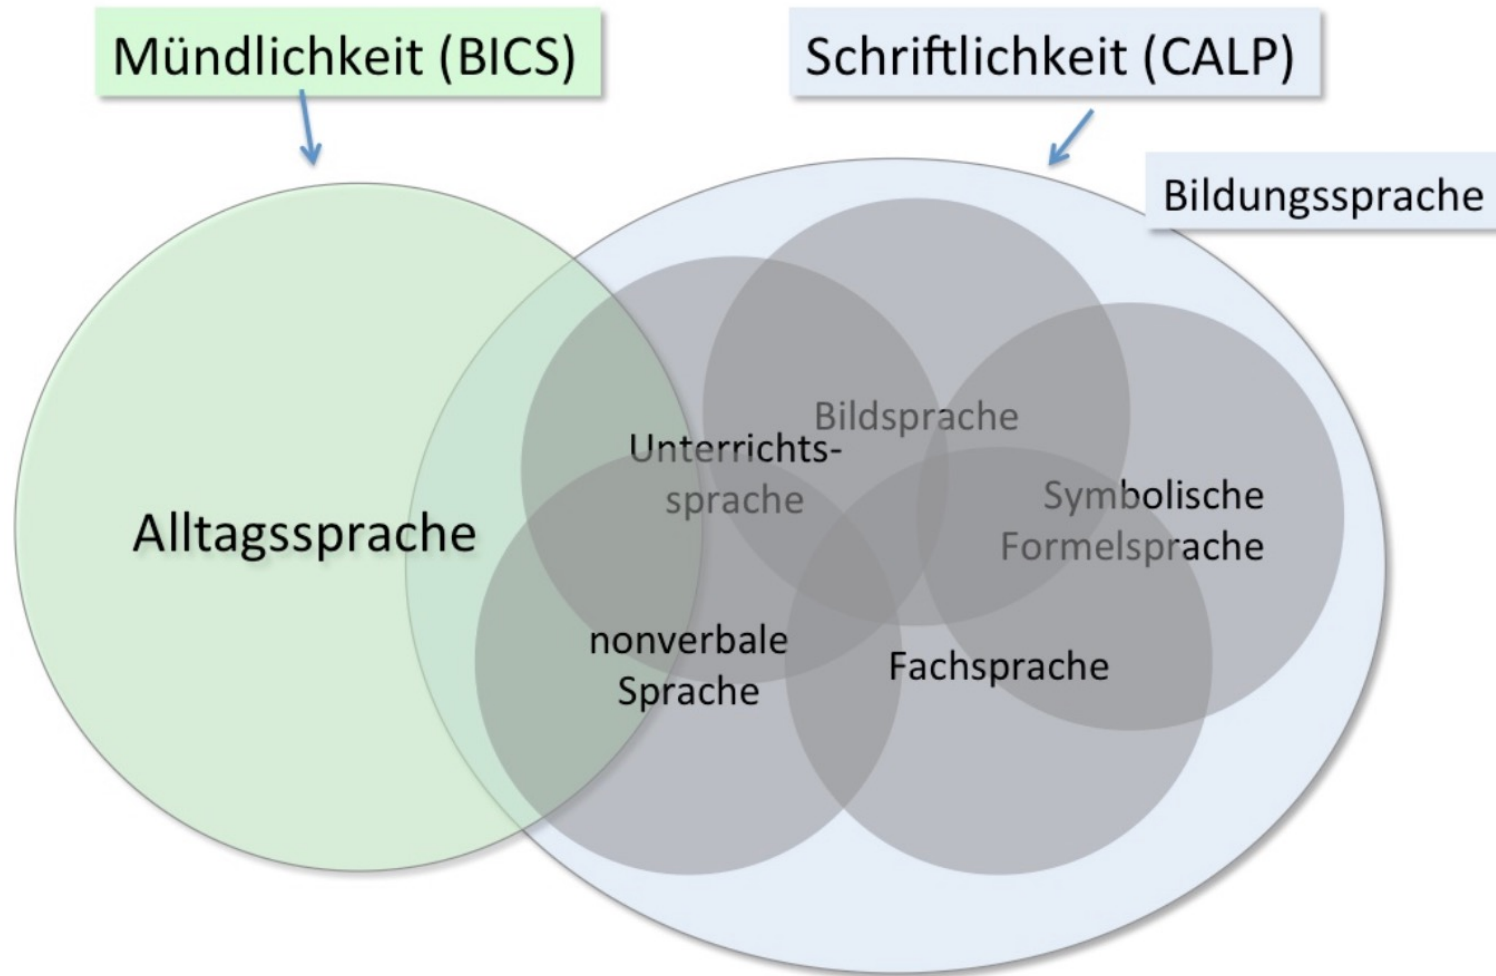 Mündlichkeit (BICS)
Schriftlichkeit (CALP)
Bildungssprache
Bildsprache
Unterrichts-
sprache
Symbolische
Formelsprache
Alltagssprache
nonverbale
Sprache
Fachsprache